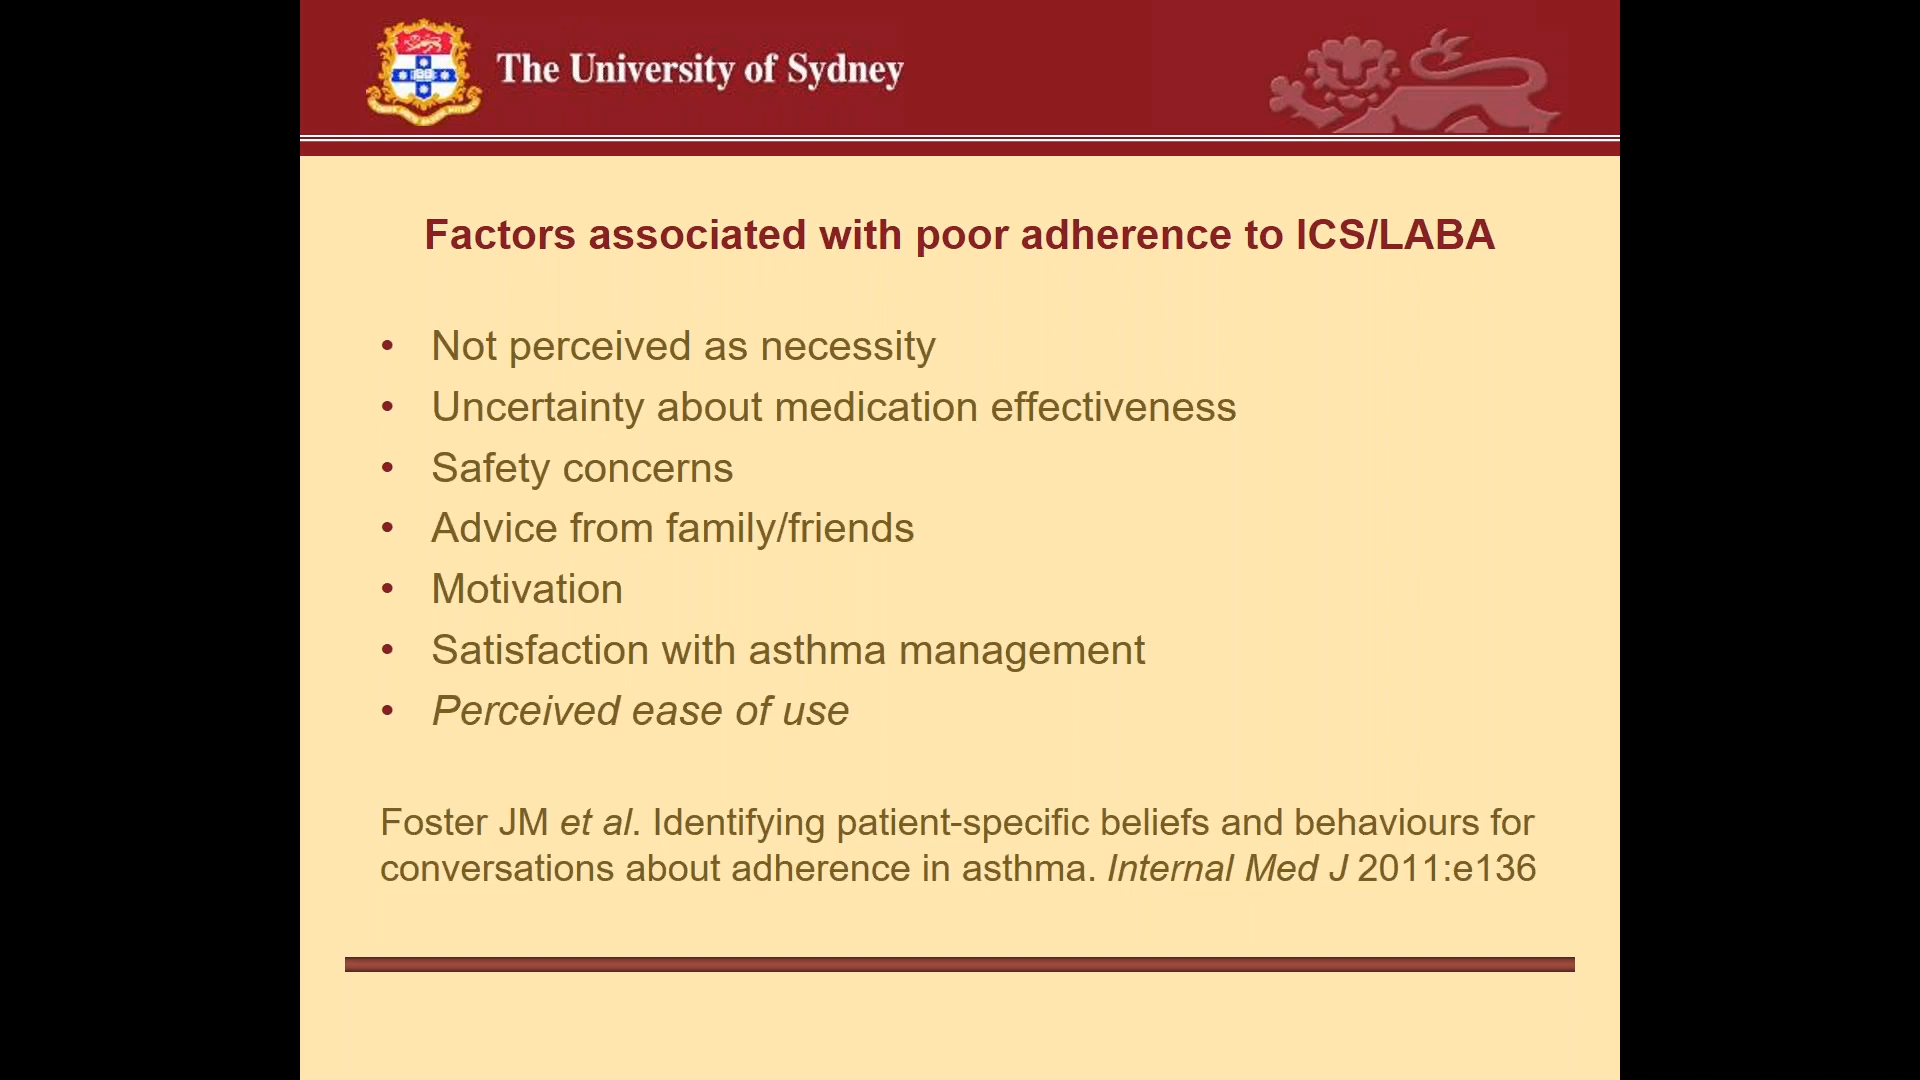 The University of Sydney
Factors associated with poor adherence to ICS/LABA
• Not perceived as necessity
• Uncertainty about medication effectiveness
• Safety concerns
• Advice from family/friends
• Motivation
• Satisfaction with asthma management
• Perceived ease of use
Foster JM et al. Identifying patient-specific beliefs and behaviours for
conversations about adherence in asthma. Internal Med J 2011:e136